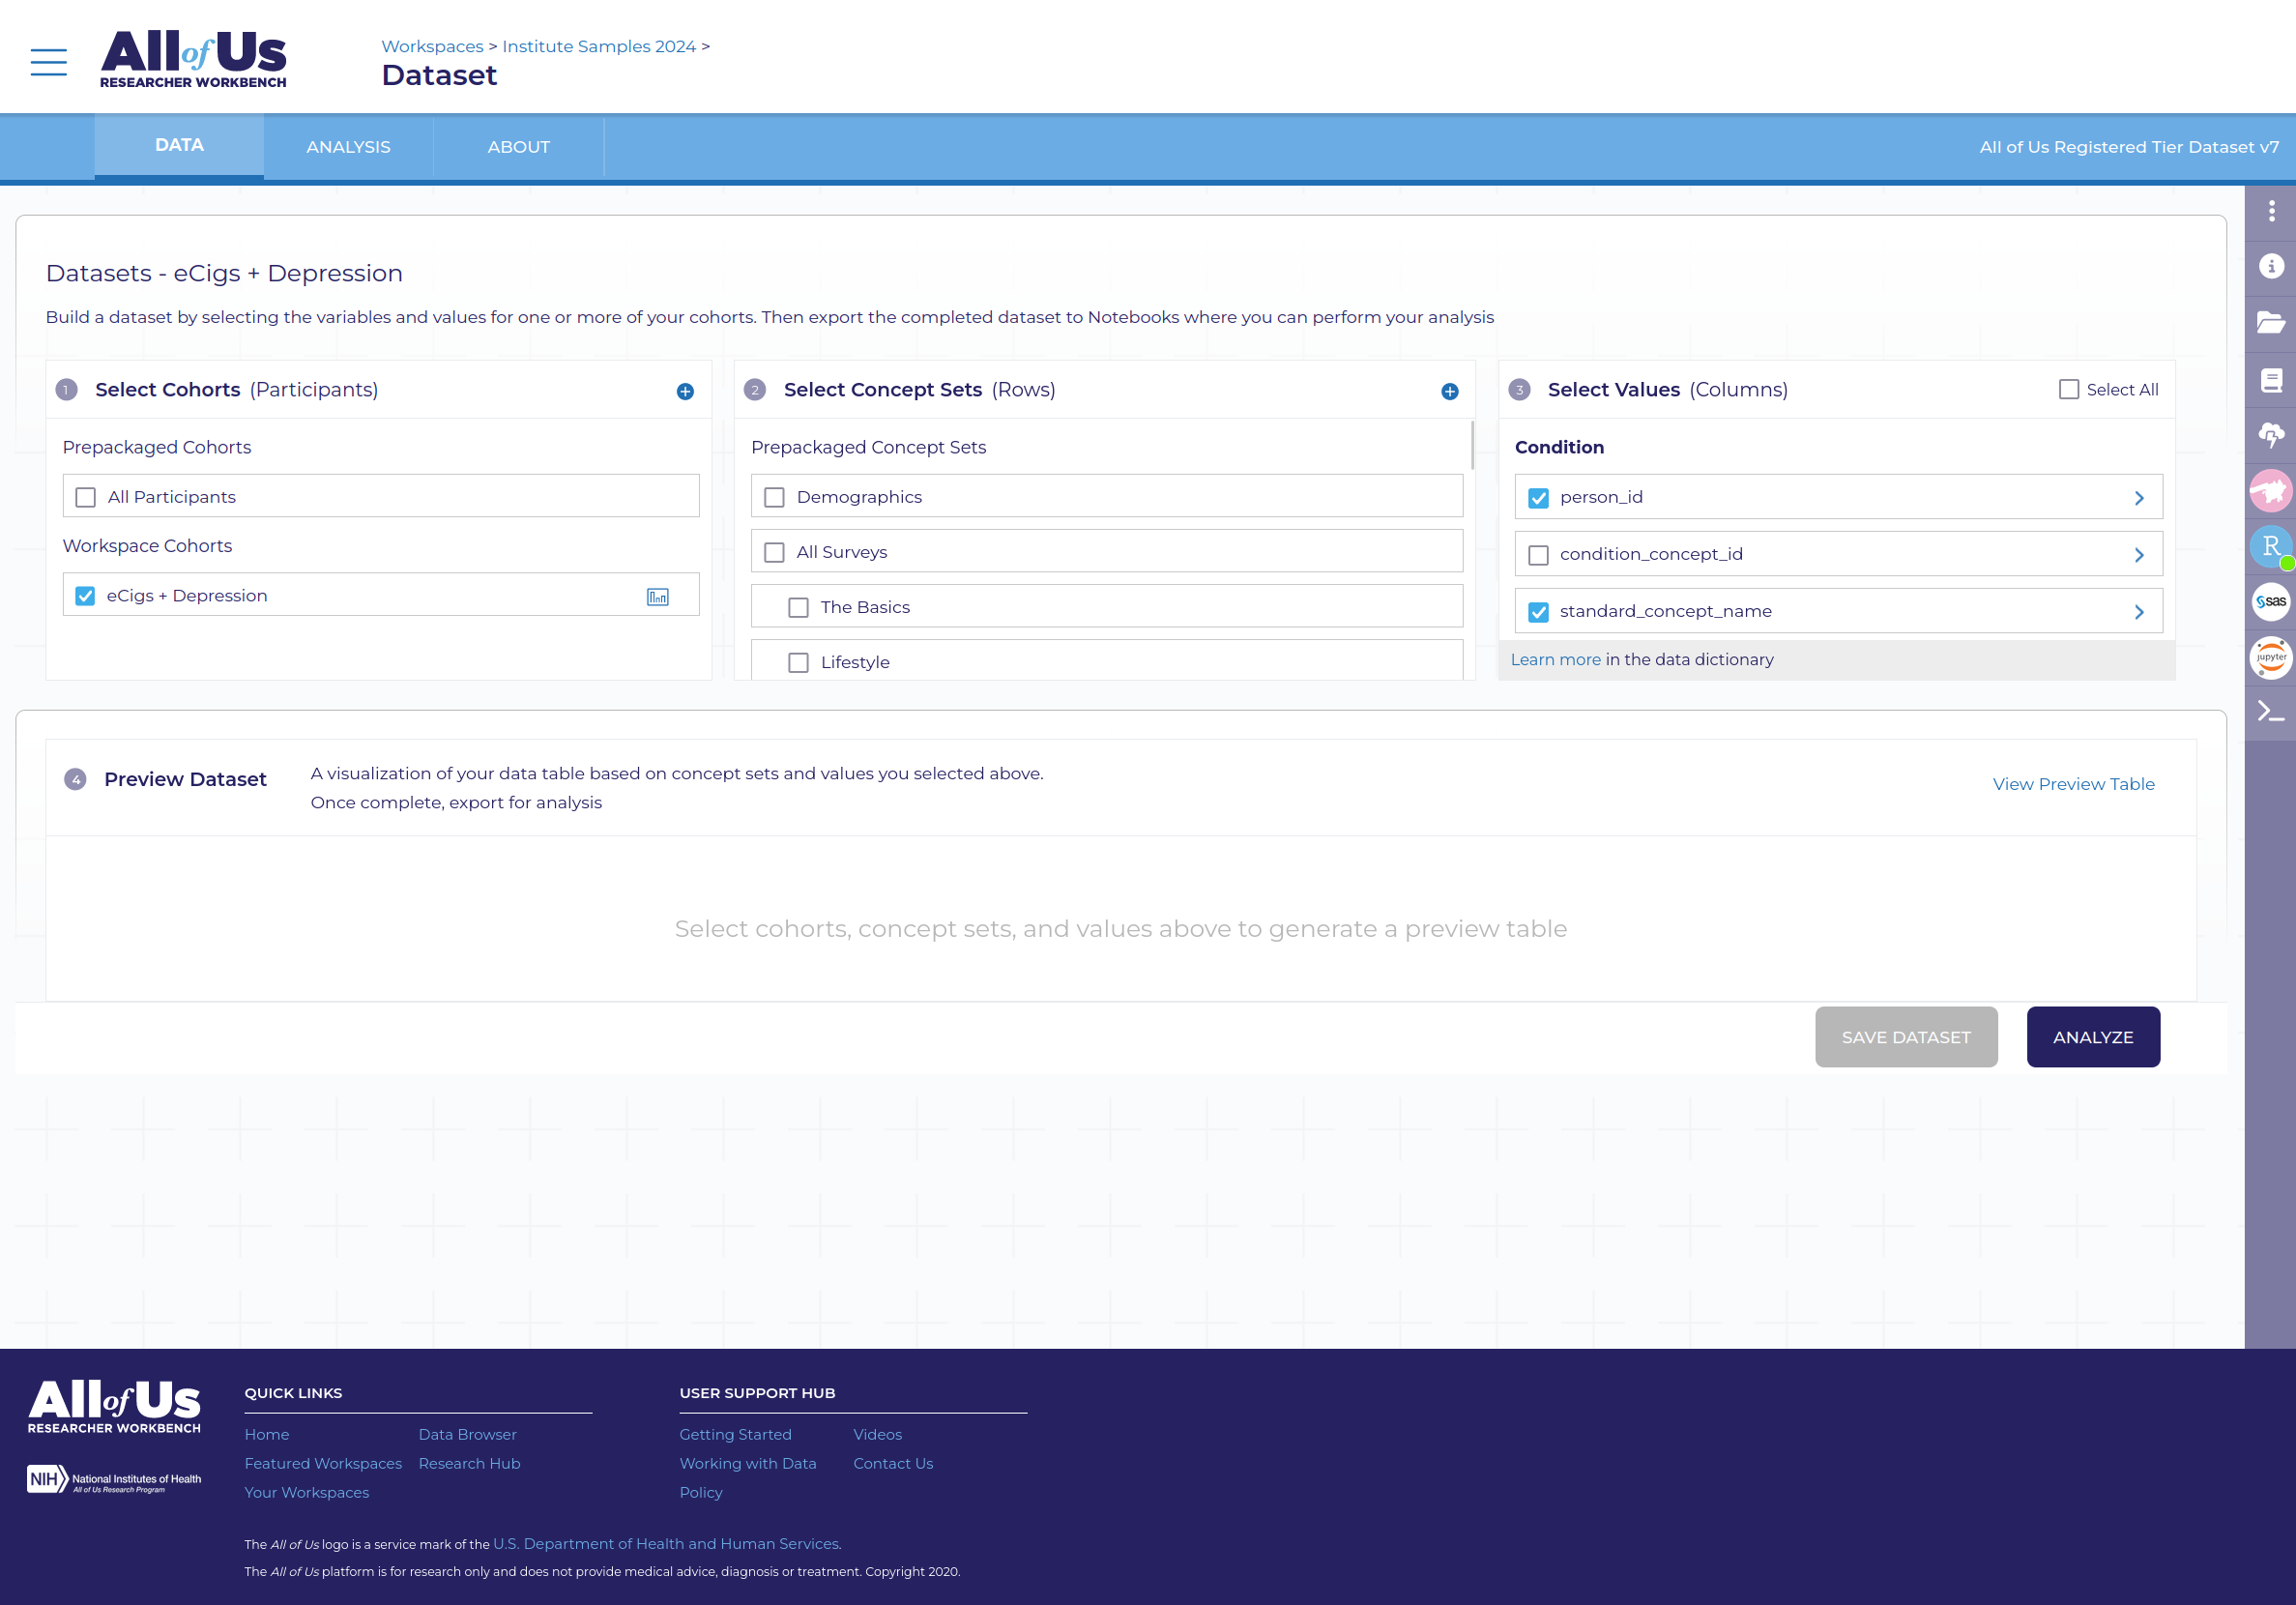 All of Us
RESEARCHER WORKBENCH
Workspaces > Institute Samples 2024 >
Dataset
DATA
ANALYSIS
ABOUT
All of Us Registered Tier Dataset v7
Datasets - eCigs + Depression
Build a dataset by selecting the variables and values for one or more of your cohorts. Then export the completed dataset to Notebooks where you can perform your analysis
1 Select Cohorts (Participants)
Prepackaged Cohorts
All Participants
Workspace Cohorts
eCigs + Depression
2 Select Concept Sets (Rows)
Prepackaged Concept Sets
Demographics
All Surveys
The Basics
Lifestyle
3 Select Values (Columns)
Select All
Condition
person_id
condition_concept_id
standard_concept_name
Learn more in the data dictionary
R
sas
jupyter
4 Preview Dataset
A visualization of your data table based on concept sets and values you selected above.
Once complete, export for analysis
View Preview Table
Select cohorts, concept sets, and values above to generate a preview table
SAVE DATASET
ANALYZE
All of Us
RESEARCHER WORKBENCH
NIH National Institutes of Health
All of Us Research Program
QUICK LINKS
Home
Data Browser
Featured Workspaces
Research Hub
Your Workspaces
USER SUPPORT HUB
Getting Started
Videos
Working with Data
Contact Us
Policy
The All of Us logo is a service mark of the U.S. Department of Health and Human Services.
The All of Us platform is for research only and does not provide medical advice, diagnosis or treatment. Copyright 2020.